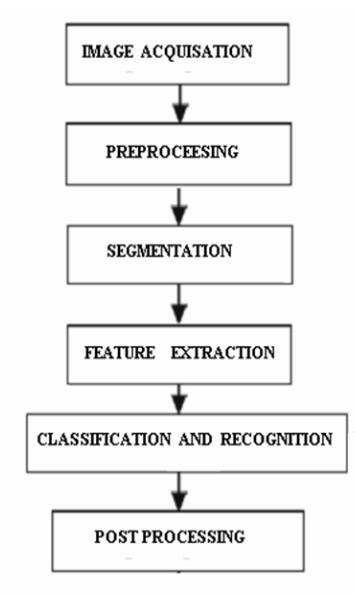 IMAGE ACQUISATION
PREPROCEESING
SEGMENTATION
FEATURE EXTRACTION
CLASSIFICATION AND RECOGNITION
POST PROCESSING